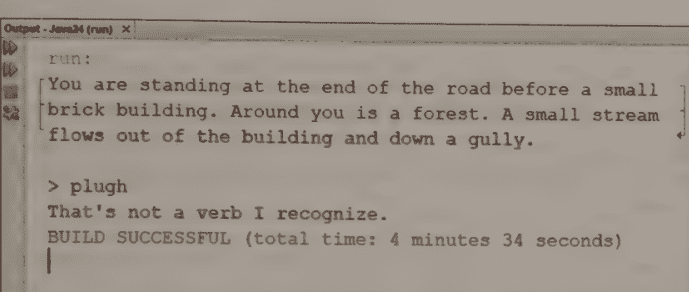 Output - Java24 (run) ×
run:
You are standing at the end of the road before a small
brick building. Around you is a forest. A small stream
flows out of the building and down a gully.
> plugh
That's not a verb I recognize.
BUILD SUCCESSFUL (total time: 4 minutes 34 seconds)